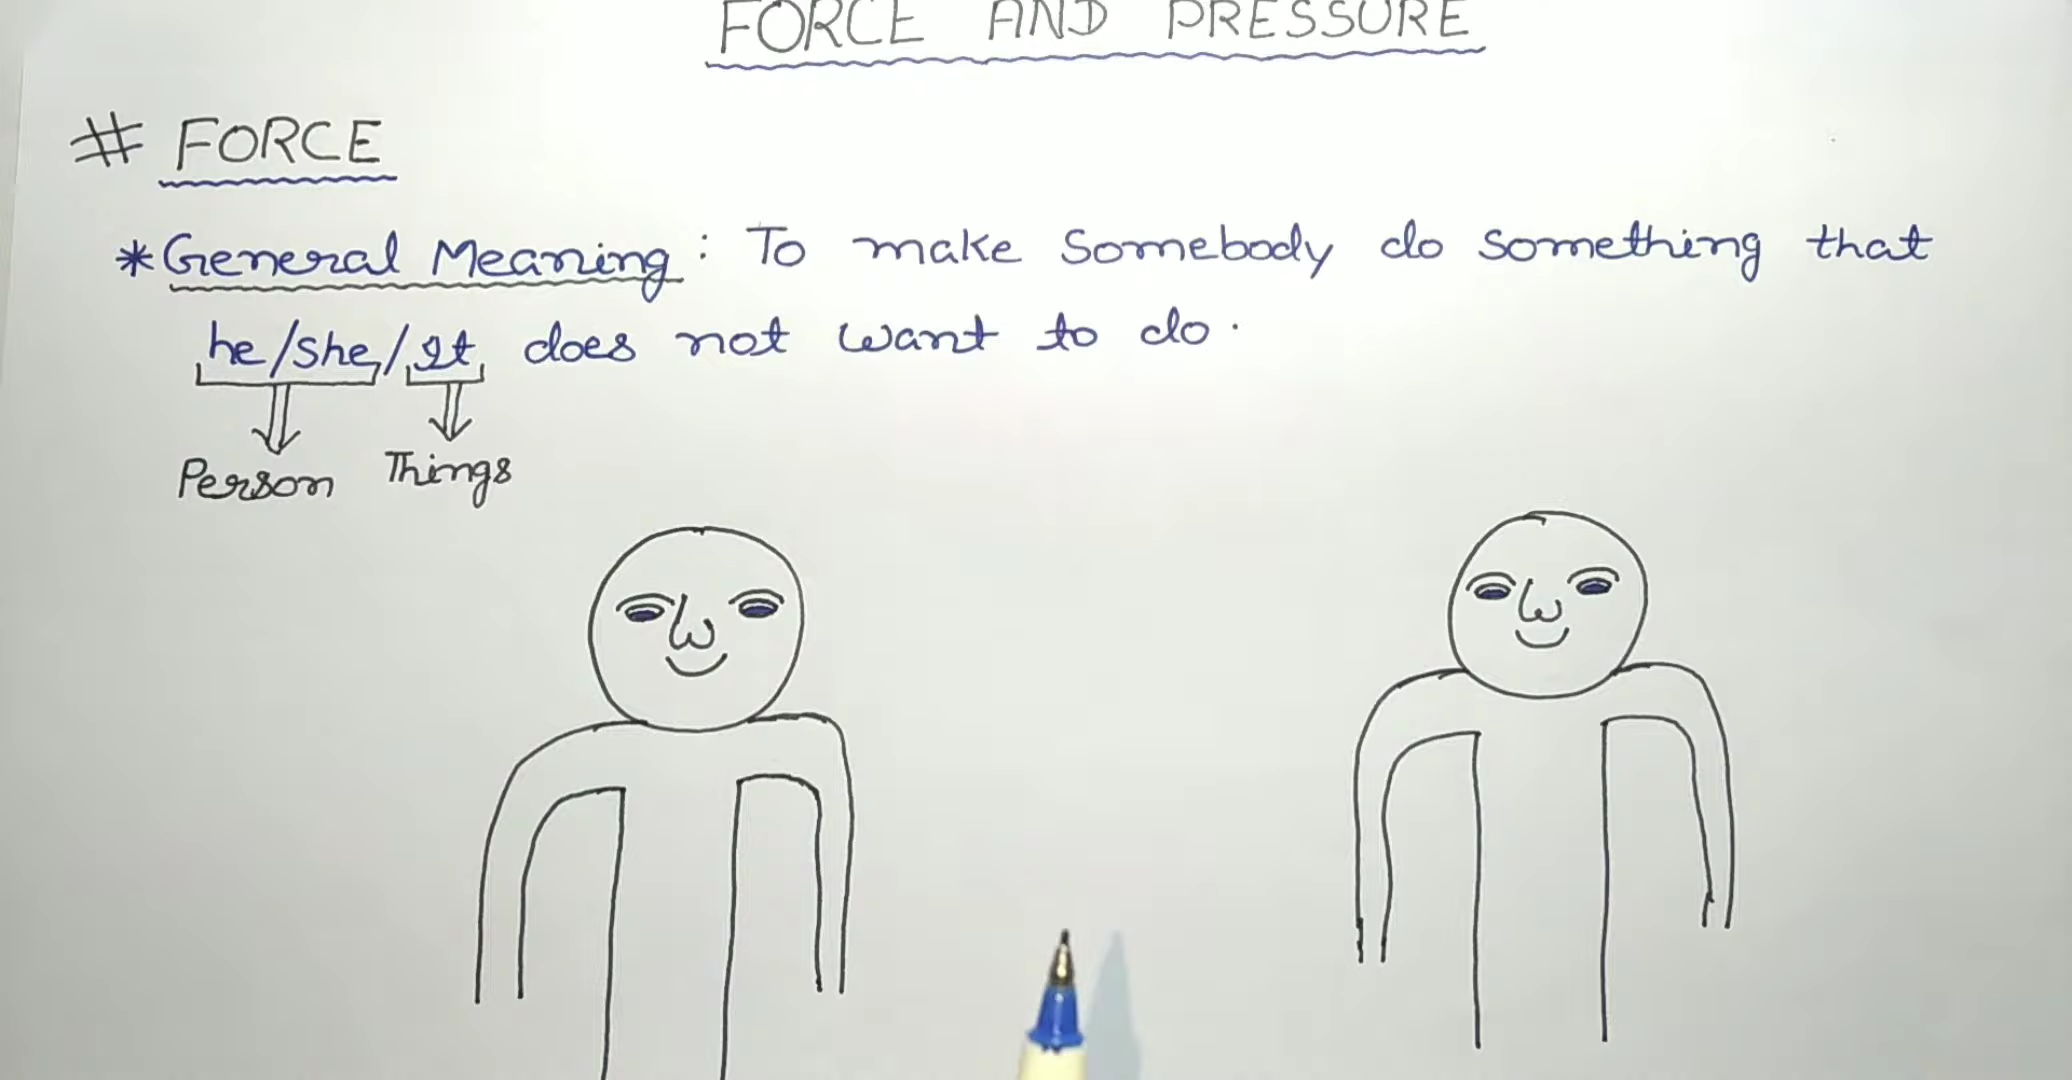 FORCE AND PRESSURE
# FORCE
* General Meaning : To make Somebody do something that
he/she/It does not want to do.
Person Things